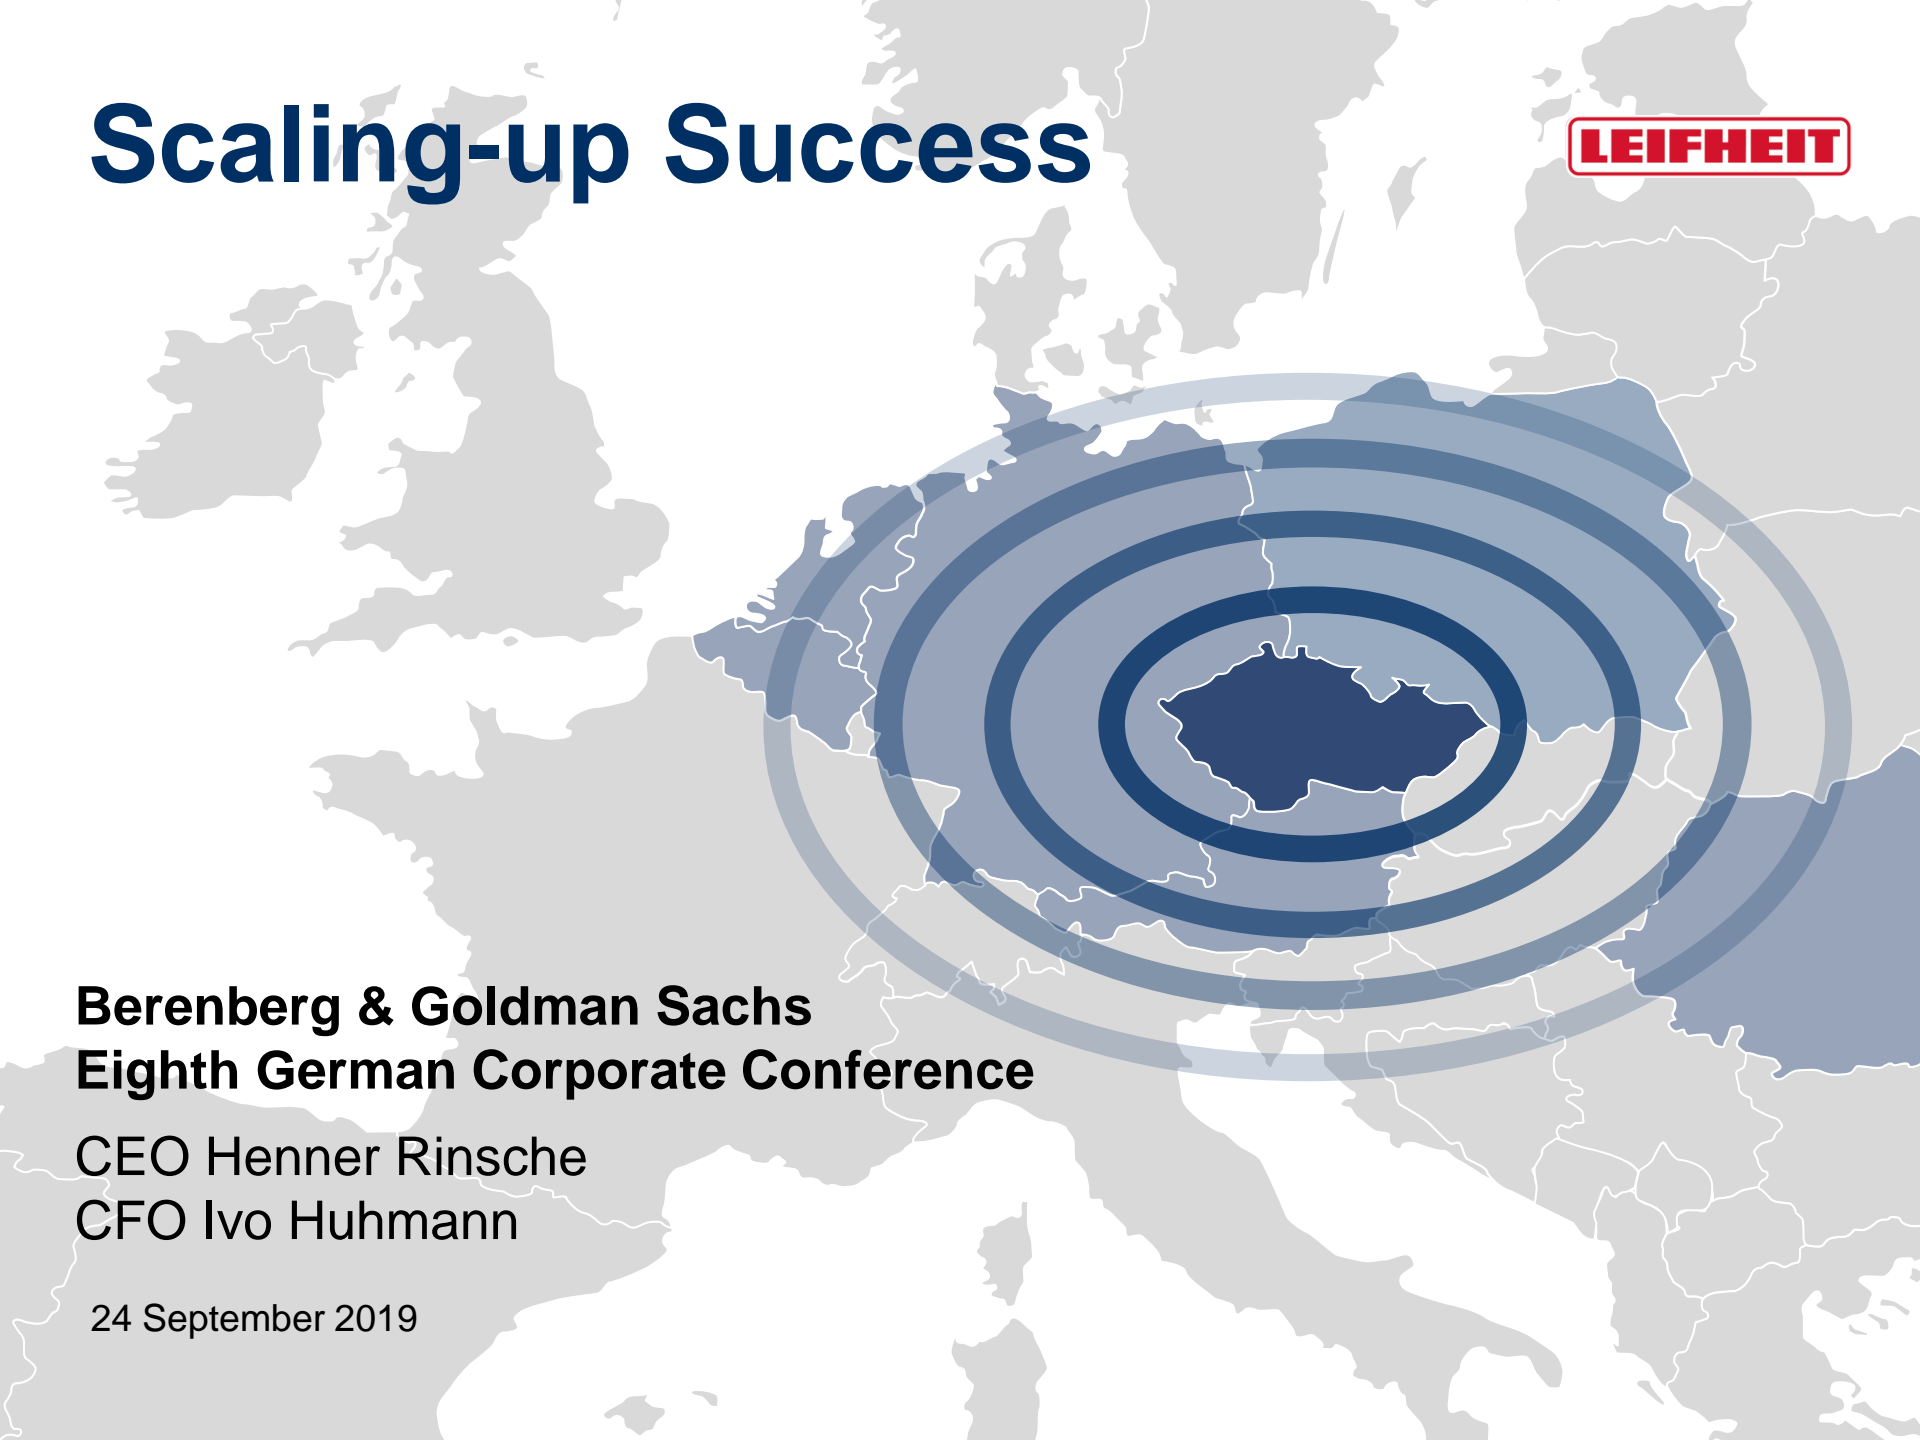 Scaling-up Success
LEIFHEIT
Berenberg & Goldman Sachs
Eighth German Corporate Conference
CEO Henner Rinsche
CFO Ivo Huhmann
24 September 2019